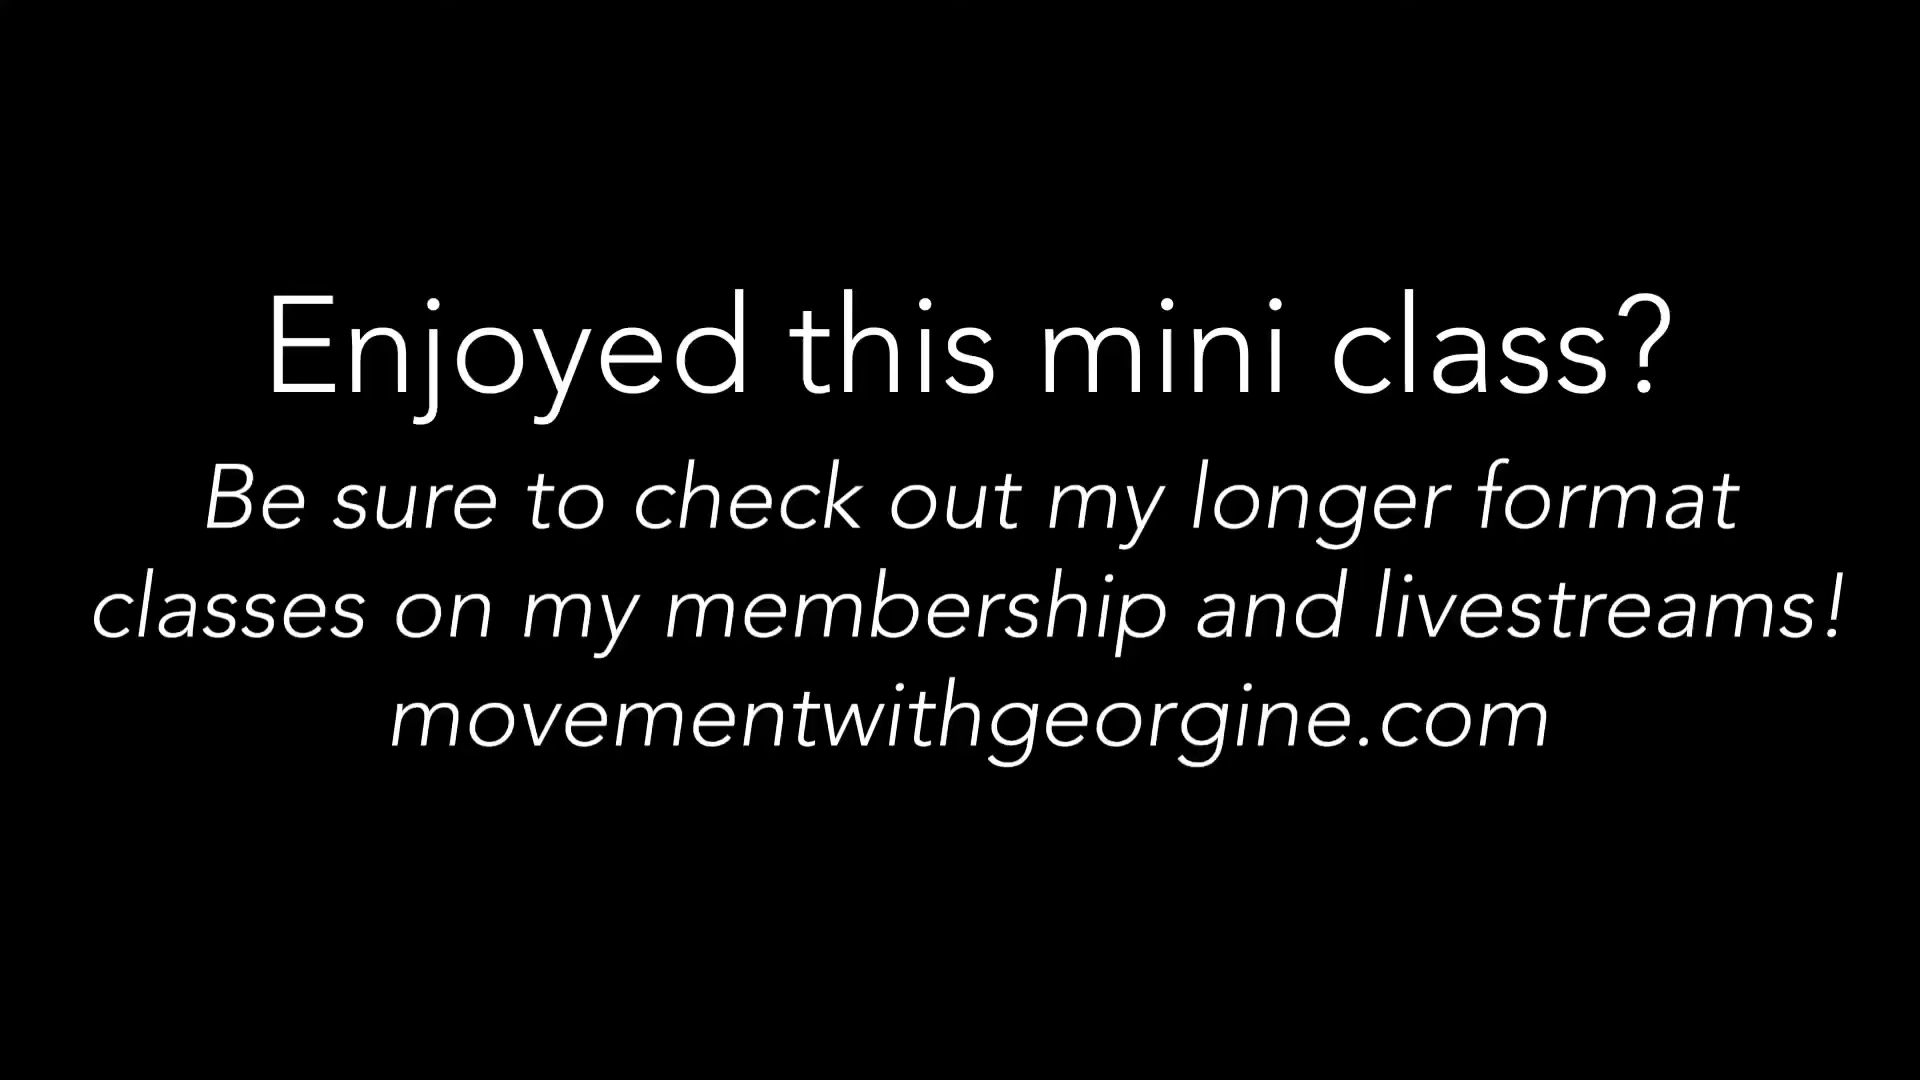 Enjoyed this mini class?
Be sure to check out my longer format
classes on my membership and livestreams!
movementwithgeorgine.com